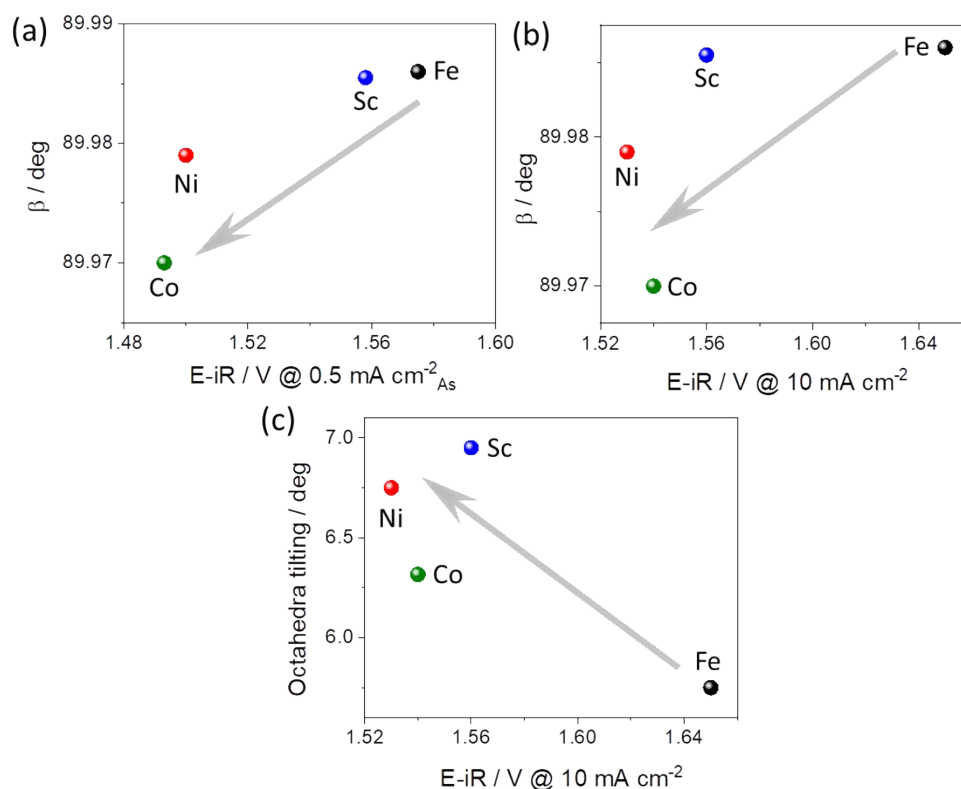 (a)
89.99
89.98
89.97
β / deg
Fe
Sc
Ni
Co
1.48 1.52 1.56 1.60
E-iR / V @ 0.5 mA cm⁻²As
(b)
89.98
89.97
β / deg
Fe
Sc
Ni
Co
1.52 1.56 1.60 1.64
E-iR / V @ 10 mA cm⁻²
(c)
7.0
6.5
6.0
Octahedra tilting / deg
Sc
Ni
Co
Fe
1.52 1.56 1.60 1.64
E-iR / V @ 10 mA cm⁻²